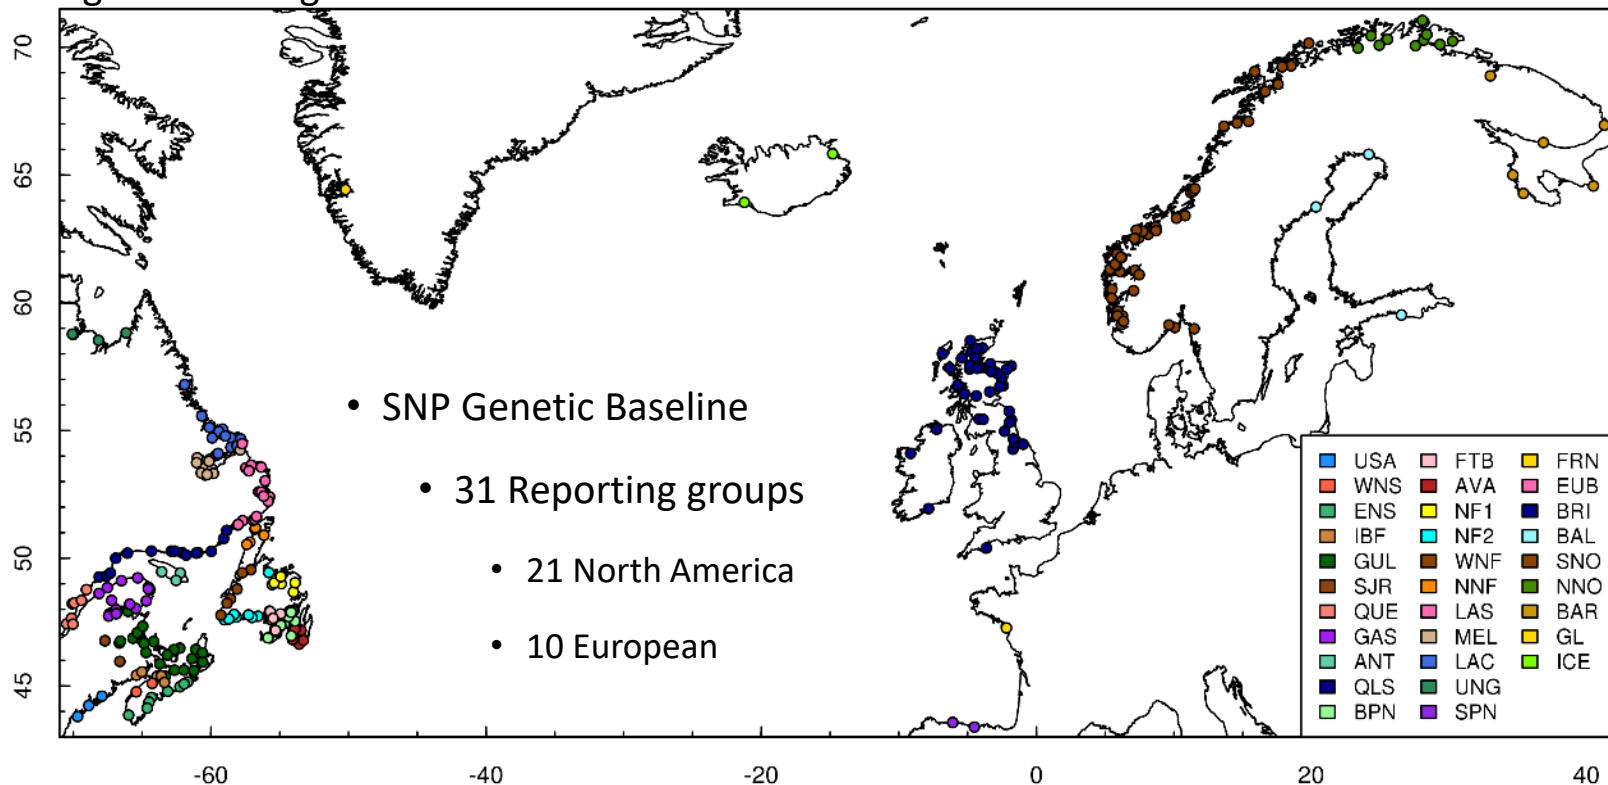 70
65
60
55
50
45
• SNP Genetic Baseline
• 31 Reporting groups
• 21 North America
• 10 European
USA FTB FRN
WNS AVA EUB
ENS NF1 BRI
IBF NF2 BAL
GUL WNF SNO
SJR NNF NNO
QUE LAS BAR
GAS MEL GL
ANT LAC ICE
QLS UNG
BPN SPN
-60 -40 -20 0 20 40